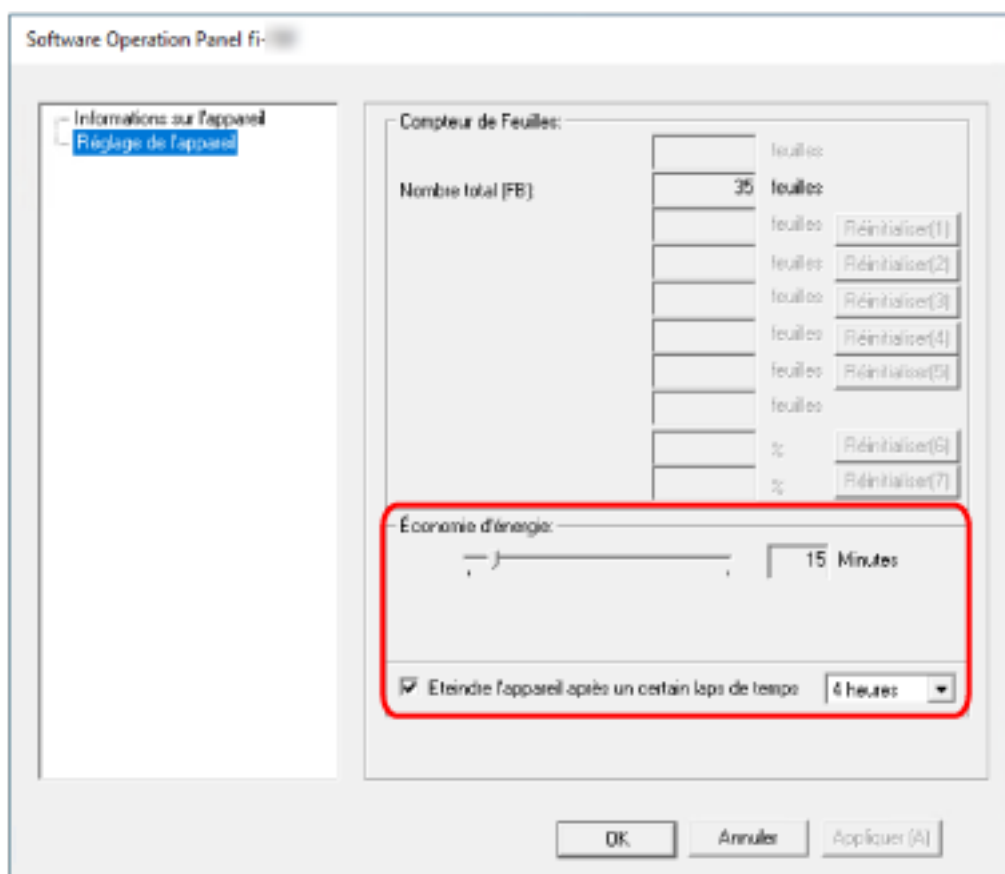 Software Operation Panel fi-
Informations sur l'appareil
Réglage de l'appareil
Compteur de Feuilles:
feuilles
Nombre total (FB): 35 feuilles
feuilles Réinitialiser(1)
feuilles Réinitialiser(2)
feuilles Réinitialiser(3)
feuilles Réinitialiser(4)
feuilles Réinitialiser(5)
feuilles
% Réinitialiser(6)
% Réinitialiser(7)
Économie d'énergie:
15 Minutes
Eteindre l'appareil après un certain laps de temps 4 heures
OK Annuler Appliquer (A)